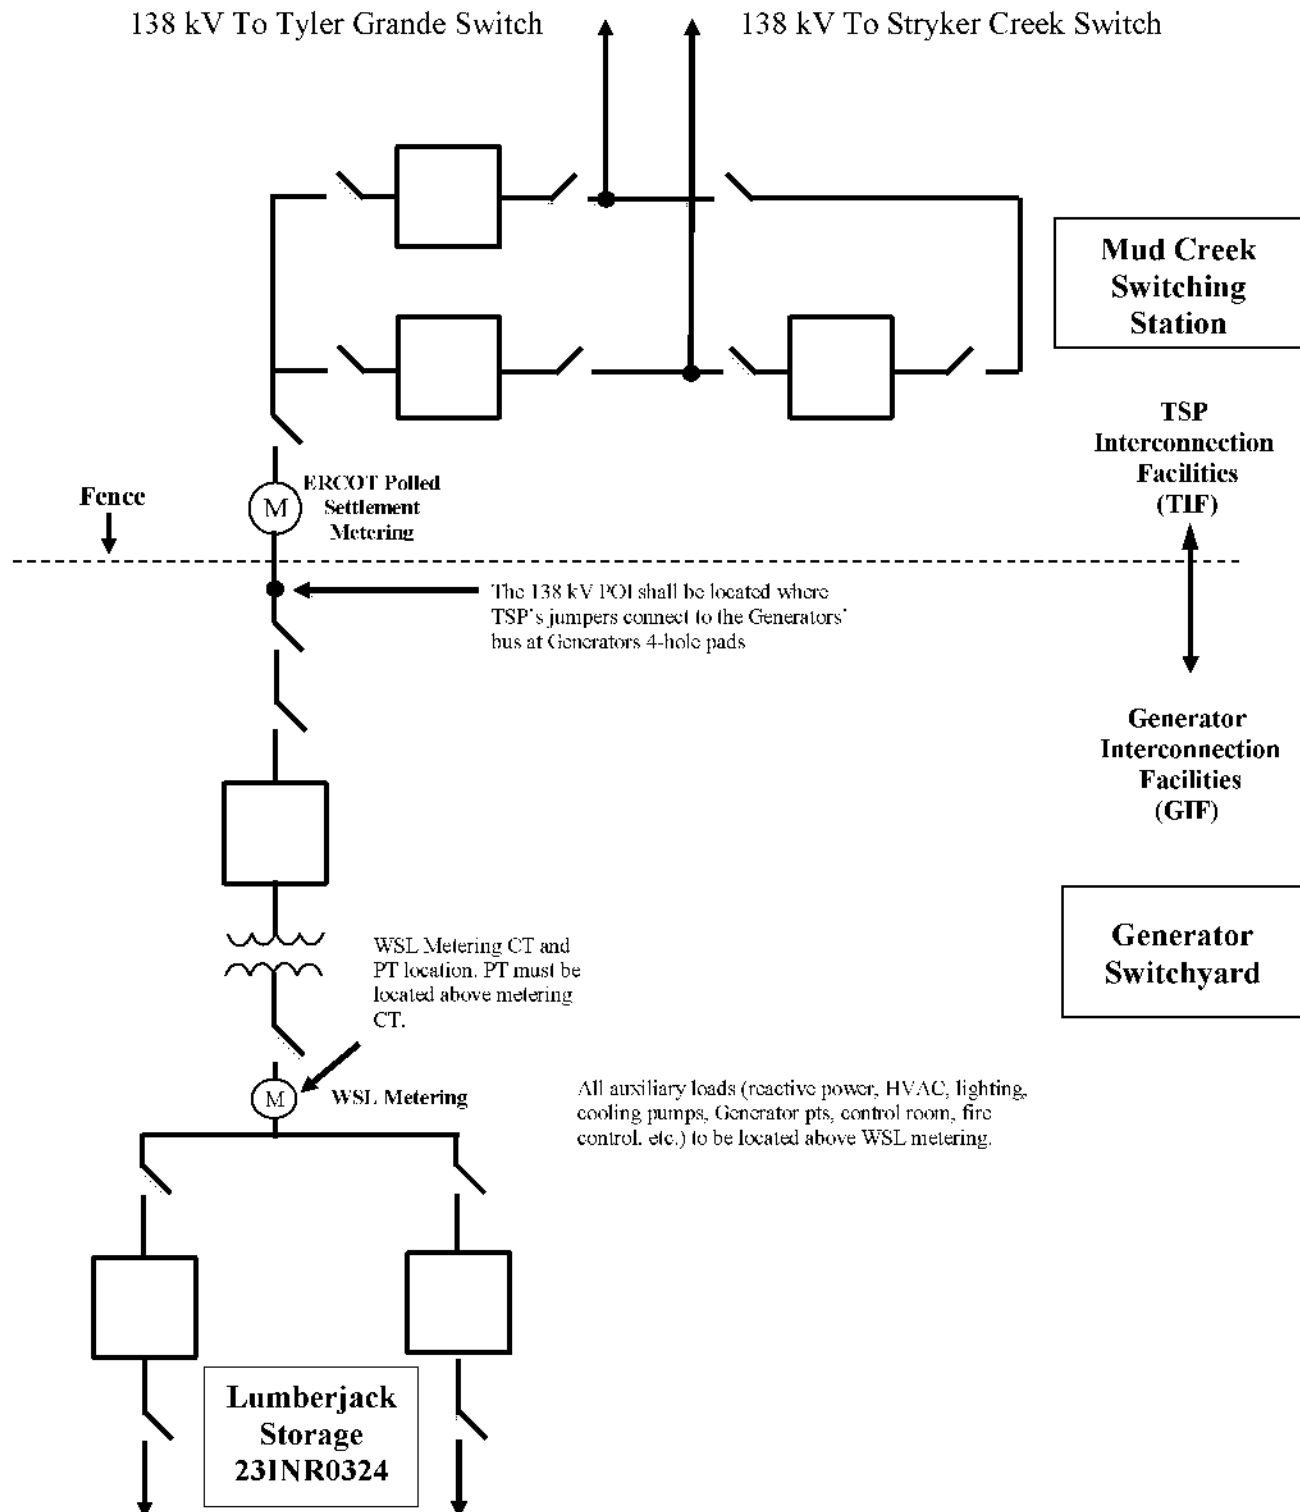 138 kV To Tyler Grande Switch
138 kV To Stryker Creek Switch
Mud Creek
Switching
Station
TSP
Interconnection
Facilities
(TIF)
ERCOT Polled
Settlement
Metering
M
Fence
The 138 kV POI shall be located where
TSP's jumpers connect to the Generators'
bus at Generators 4-hole pads
Generator
Interconnection
Facilities
(GIF)
Generator
Switchyard
WSL Metering CT and
PT location. PT must be
located above metering
CT.
M
WSL Metering
All auxiliary loads (reactive power, HVAC, lighting,
cooling pumps, Generator pts, control room, fire
control. etc.) to be located above WSL metering.
Lumberjack
Storage
23INR0324